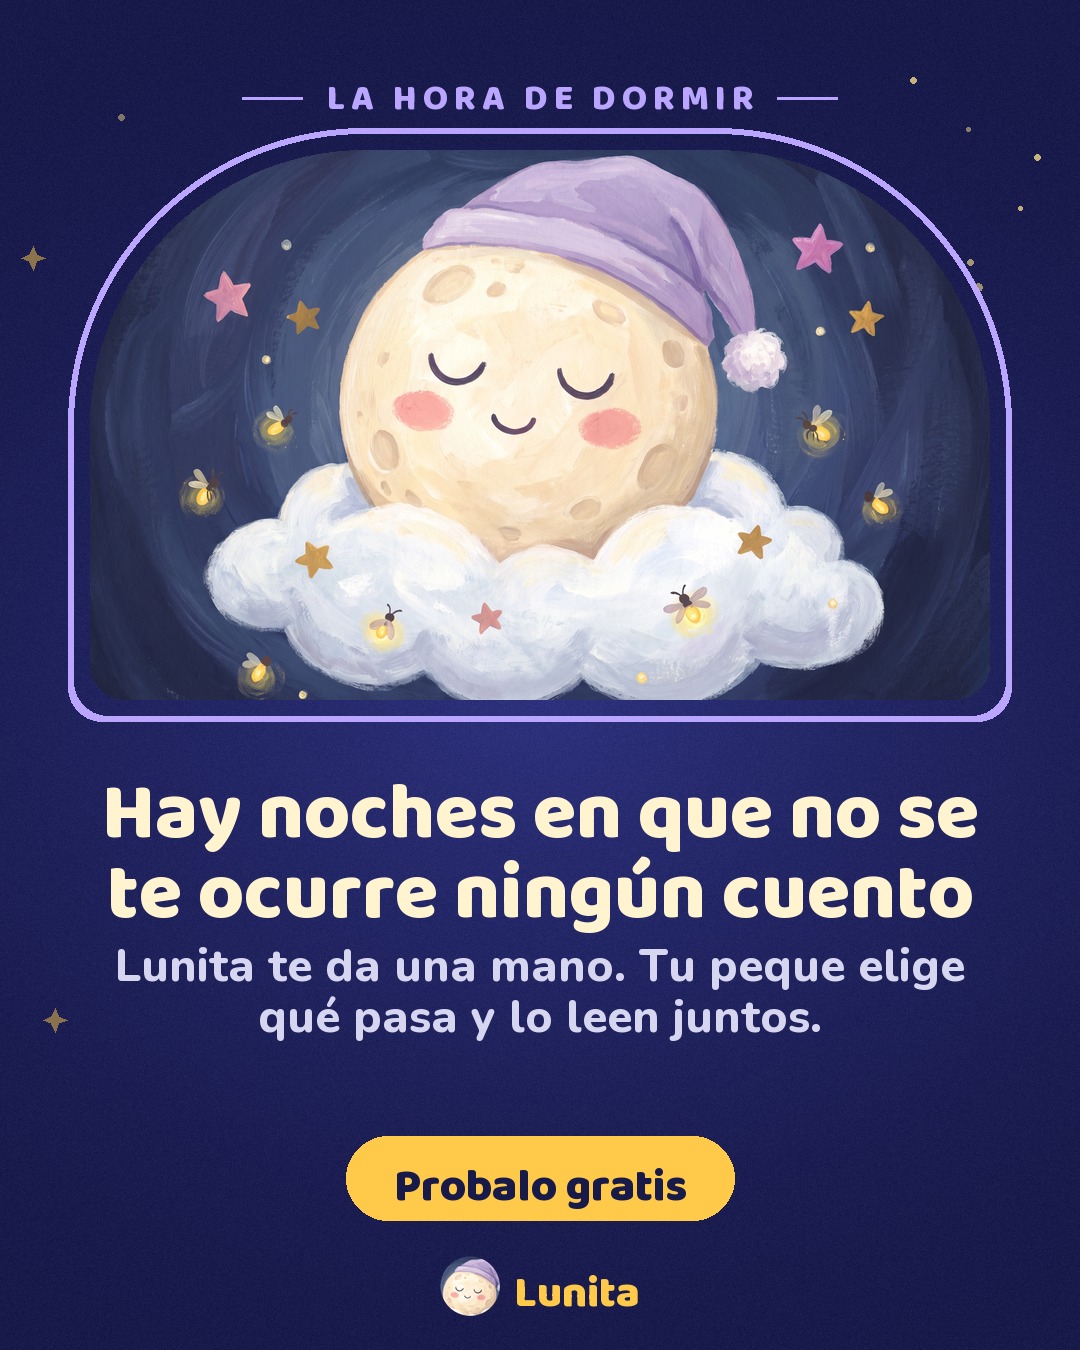 LA HORA DE DORMIR
Hay noches en que no se
te ocurre ningún cuento
Lunita te da una mano. Tu peque elige
qué pasa y lo leen juntos.
Probalo gratis
Lunita